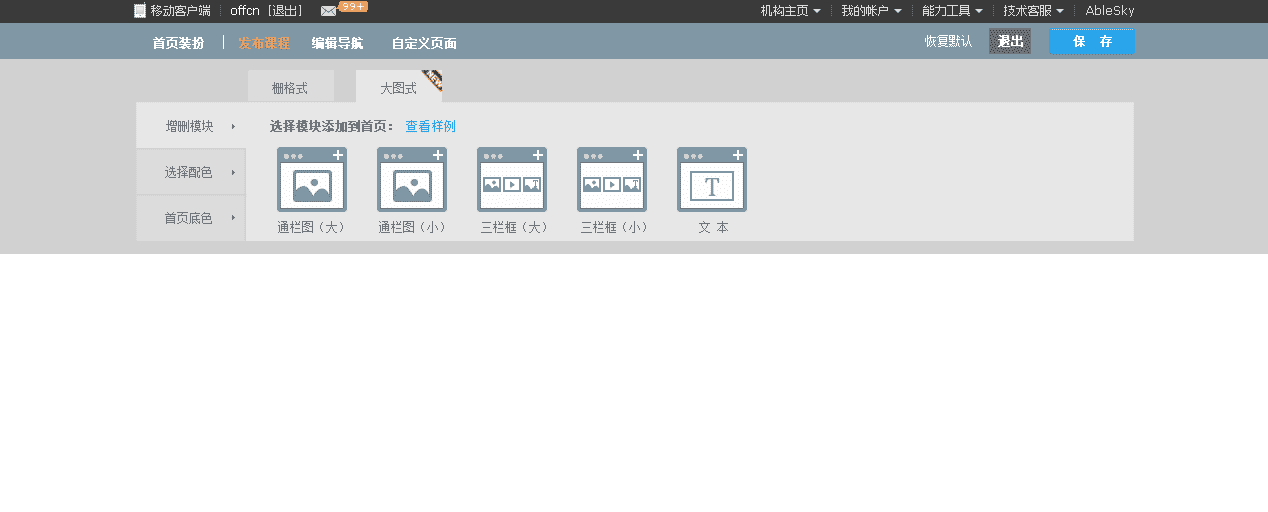 移动客户端 offcn [退出] 99+ 机构主页 我的帐户 能力工具 技术客服 AbleSky
首页装扮 发布课程 编辑导航 自定义页面 恢复默认 退出 保 存
栅格式 大图式 NEW
增删模块 选择模块添加到首页： 查看样例
选择配色
首页底色
通栏图（大） 通栏图（小） 三栏框（大） 三栏框（小） 文 本